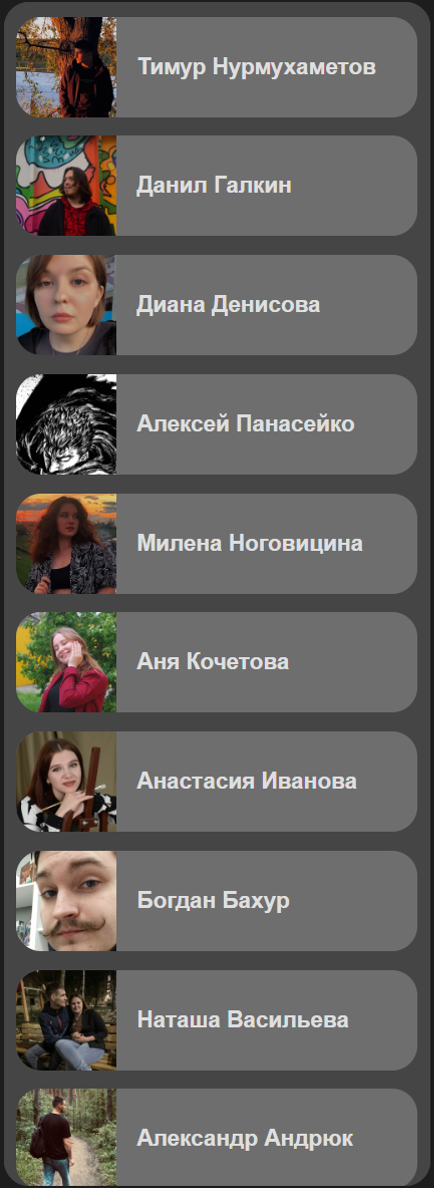 Тимур Нурмухаметов
Данил Галкин
Диана Денисова
Алексей Панасейко
Милена Ноговицина
Аня Кочетова
Анастасия Иванова
Богдан Бахур
Наташа Васильева
Александр Андрюк